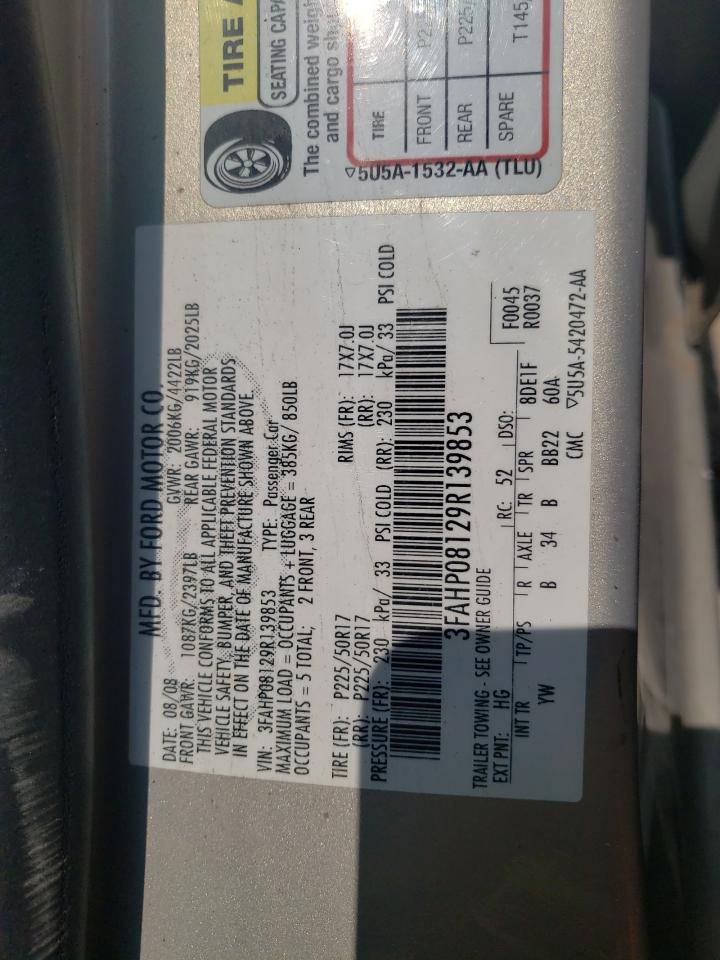 MFD. BY FORD MOTOR CO.
DATE: 08/08 GVWR: 2006KG/4422LB
FRONT GAWR: 1087KG/2397LB REAR GAWR: 919KG/2025LB
THIS VEHICLE CONFORMS TO ALL APPLICABLE FEDERAL MOTOR
VEHICLE SAFETY, BUMPER, AND THEFT PREVENTION STANDARDS
IN EFFECT ON THE DATE OF MANUFACTURE SHOWN ABOVE.
VIN: 3FAHP08129R139853 TYPE: Passenger Car
MAXIMUM LOAD = OCCUPANTS + LUGGAGE = 385KG/ 850LB
OCCUPANTS = 5 TOTAL; 2 FRONT, 3 REAR
TIRE (FR): P225/50R17 RIMS (FR): 17X7.0J
(RR): P225/50R17 (RR): 17X7.0J
PRESSURE (FR): 230 kPa/ 33 PSI COLD (RR): 230 kPa/ 33 PSI COLD
3FAHP08129R139853
TRAILER TOWING - SEE OWNER GUIDE
EXT PNT: HG RC: 52 DSO: F0045
R0037
INT TR TP/PS R AXLE TR SPR 8DE1F
YW B 34 B BB22 60A
CMC ▽5U5A-5420472-AA
TIRE
SEATING CAPA
The combined weigh
and cargo sh
TIRE
FRONT P2
REAR P225
SPARE T145
▽5U5A-1532-AA (TLU)